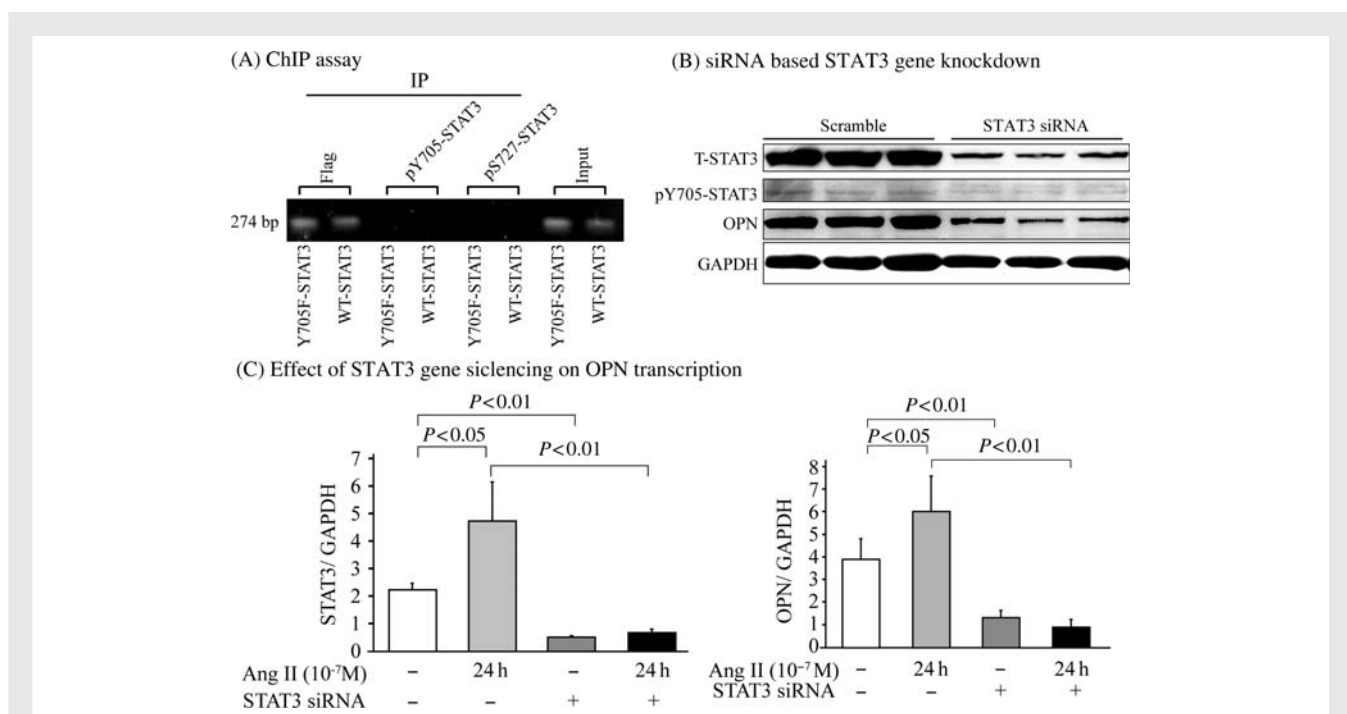 (A) ChIP assay
IP
Flag
pY705-STAT3
pS727-STAT3
Input
274 bp
Y705F-STAT3
WT-STAT3
Y705F-STAT3
WT-STAT3
Y705F-STAT3
WT-STAT3
Y705F-STAT3
WT-STAT3
(B) siRNA based STAT3 gene knockdown
Scramble STAT3 siRNA
T-STAT3
pY705-STAT3
OPN
GAPDH
(C) Effect of STAT3 gene siclencing on OPN transcription
P<0.01
P<0.05
P<0.01
7
6
5
4
3
2
1
0
STAT3/ GAPDH
Ang II (10⁻⁷M) – 24 h – 24 h
STAT3 siRNA – – + +
P<0.01
P<0.05
P<0.01
8
7
6
5
4
3
2
1
0
OPN/ GAPDH
Ang II (10⁻⁷M) – 24 h – 24 h
STAT3 siRNA – – + +